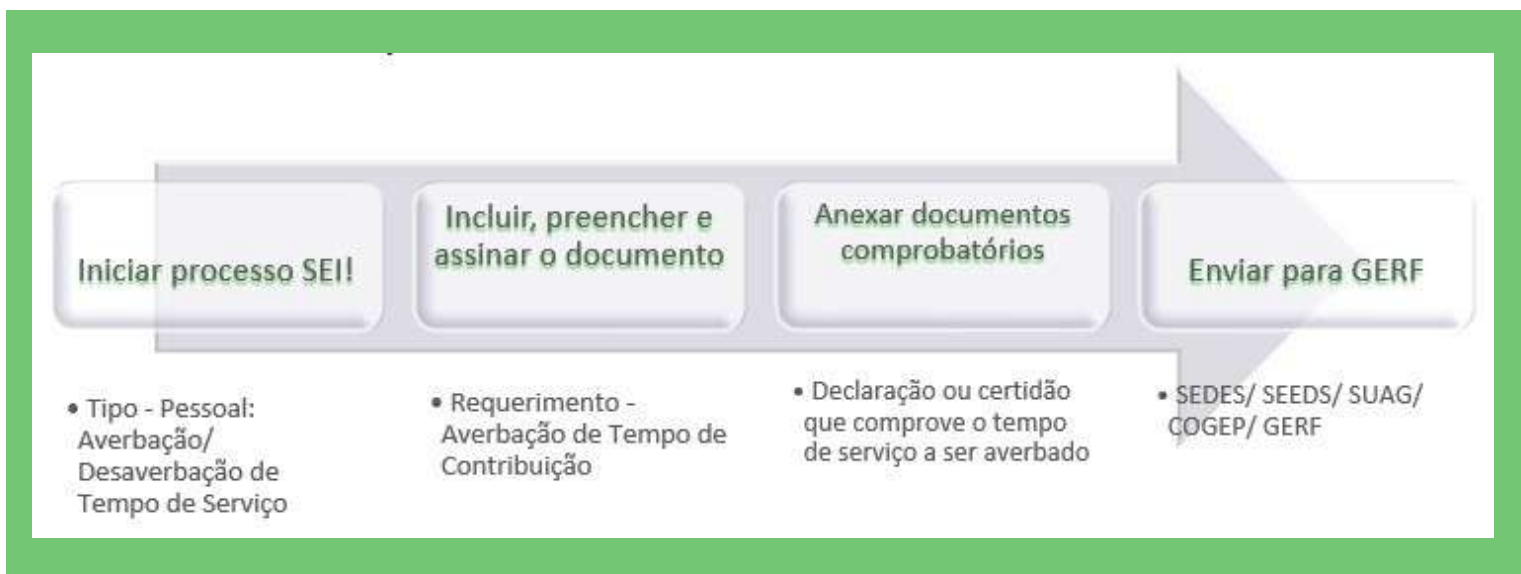 Iniciar processo SEI!
• Tipo - Pessoal:
Averbação/
Desaverbação de
Tempo de Serviço
Incluir, preencher e
assinar o documento
• Requerimento -
Averbação de Tempo de
Contribuição
Anexar documentos
comprobatórios
• Declaração ou certidão
que comprove o tempo
de serviço a ser averbado
Enviar para GERF
• SEDES/ SEEDS/ SUAG/
COGEP/ GERF